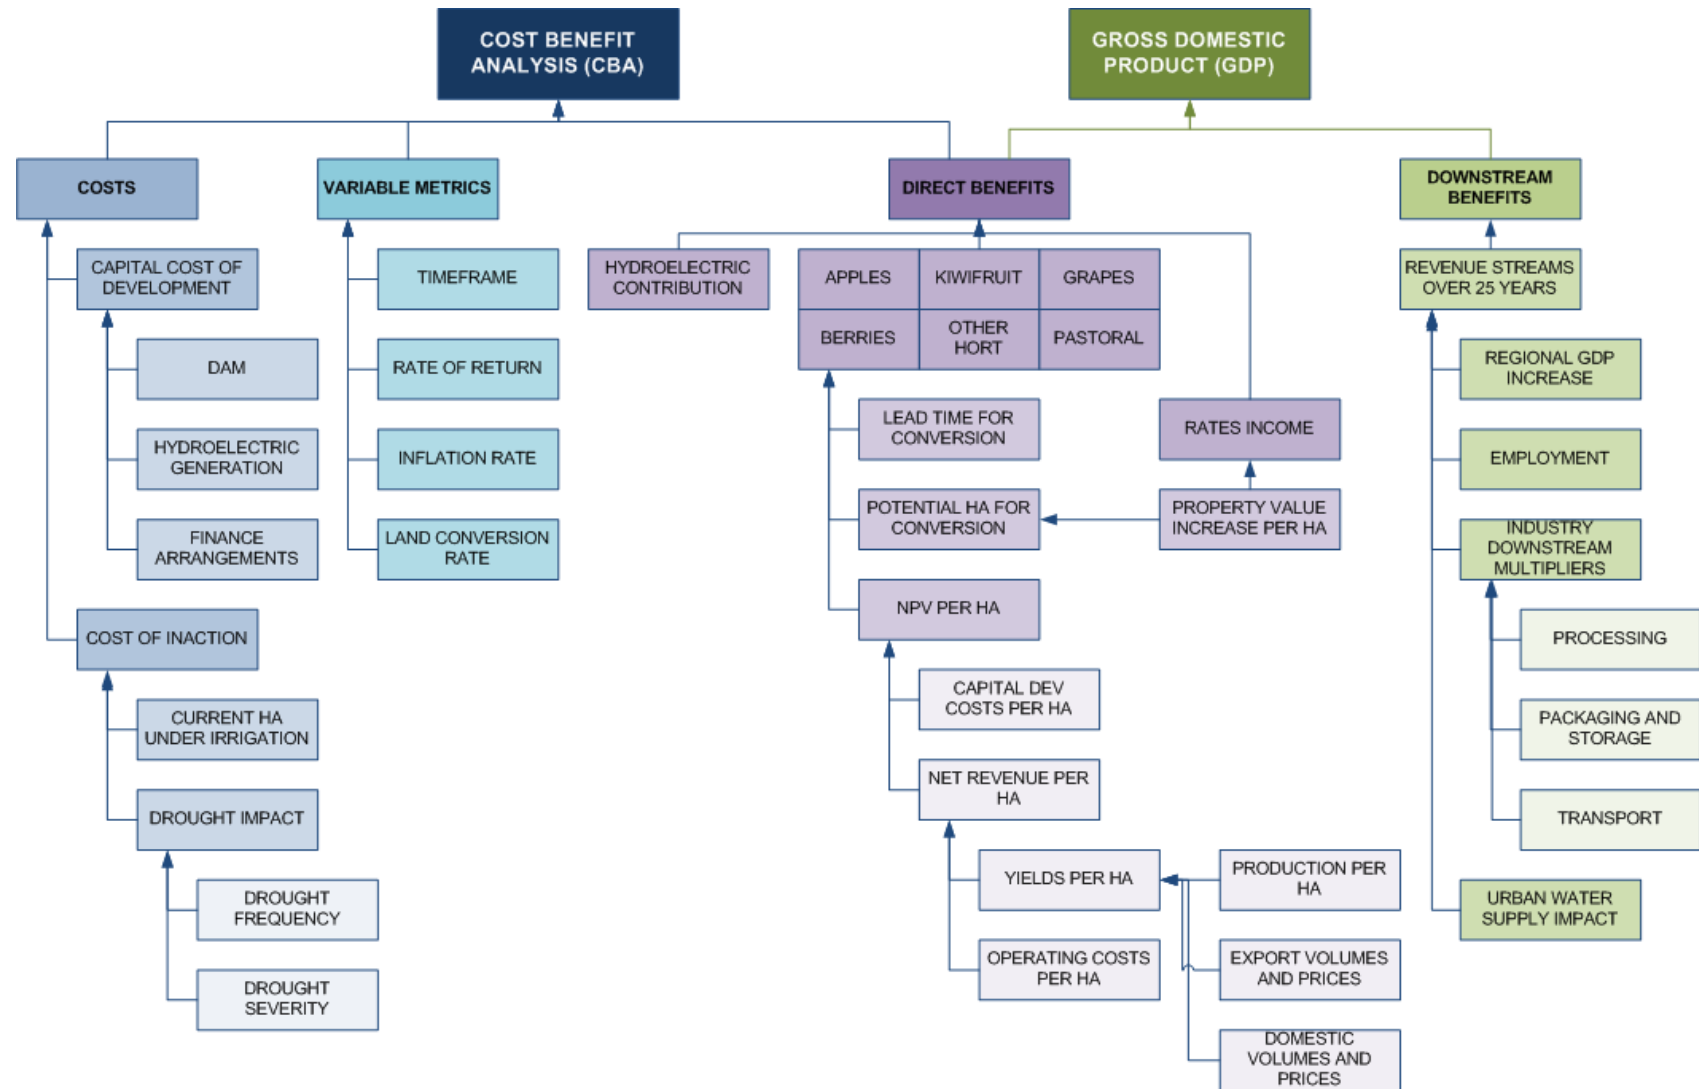 COST BENEFIT
ANALYSIS (CBA)
GROSS DOMESTIC
PRODUCT (GDP)
COSTS
VARIABLE METRICS
DIRECT BENEFITS
DOWNSTREAM
BENEFITS
CAPITAL COST OF
DEVELOPMENT
DAM
HYDROELECTRIC
GENERATION
FINANCE
ARRANGEMENTS
COST OF INACTION
CURRENT HA
UNDER IRRIGATION
DROUGHT IMPACT
DROUGHT
FREQUENCY
DROUGHT
SEVERITY
TIMEFRAME
RATE OF RETURN
INFLATION RATE
LAND CONVERSION
RATE
HYDROELECTRIC
CONTRIBUTION
APPLES
KIWIFRUIT
GRAPES
BERRIES
OTHER
HORT
PASTORAL
LEAD TIME FOR
CONVERSION
RATES INCOME
POTENTIAL HA FOR
CONVERSION
PROPERTY VALUE
INCREASE PER HA
NPV PER HA
CAPITAL DEV
COSTS PER HA
NET REVENUE PER
HA
YIELDS PER HA
PRODUCTION PER
HA
OPERATING COSTS
PER HA
EXPORT VOLUMES
AND PRICES
DOMESTIC
VOLUMES AND
PRICES
REVENUE STREAMS
OVER 25 YEARS
REGIONAL GDP
INCREASE
EMPLOYMENT
INDUSTRY
DOWNSTREAM
MULTIPLIERS
PROCESSING
PACKAGING AND
STORAGE
TRANSPORT
URBAN WATER
SUPPLY IMPACT